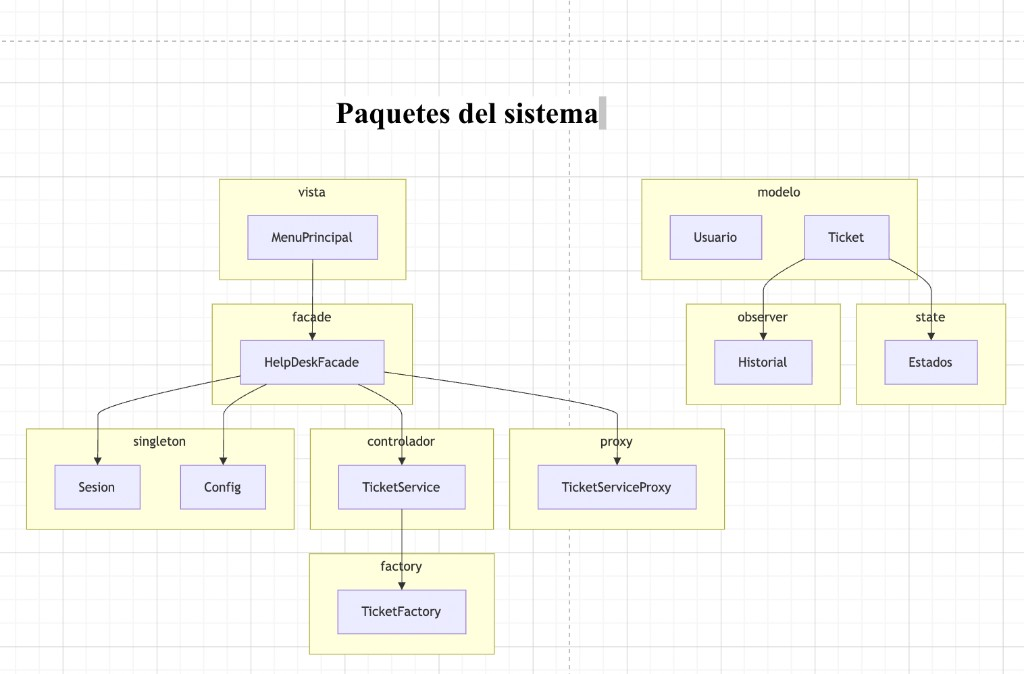 Paquetes del sistema
vista
MenuPrincipal
modelo
Usuario
Ticket
facade
HelpDeskFacade
observer
Historial
state
Estados
singleton
Sesion
Config
controlador
TicketService
proxy
TicketServiceProxy
factory
TicketFactory